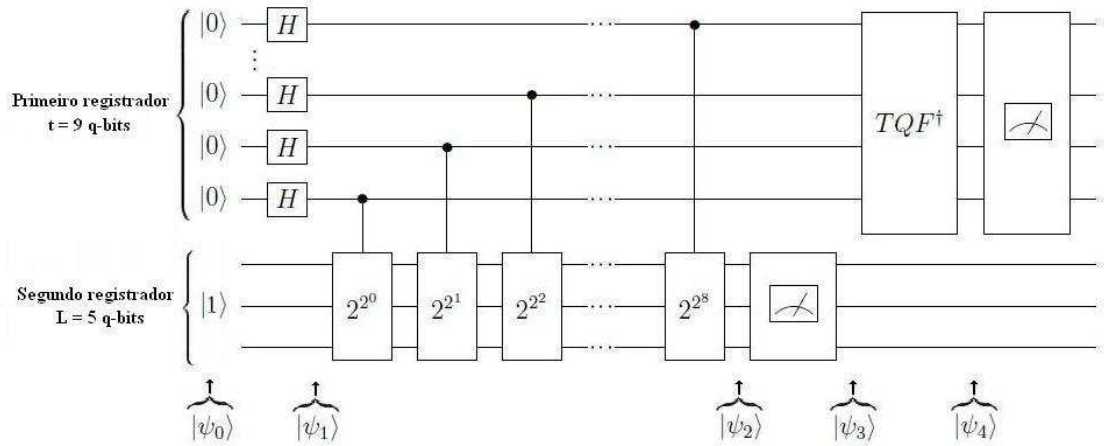 |0⟩ H ...
⋮
Primeiro registrador
t = 9 q-bits
|0⟩ H ...
|0⟩ H ...
|0⟩ H ...
TQF†
Segundo registrador
L = 5 q-bits
|1⟩ 2^{2^0} 2^{2^1} 2^{2^2} ... 2^{2^8}
|ψ₀⟩ |ψ₁⟩ |ψ₂⟩ |ψ₃⟩ |ψ₄⟩